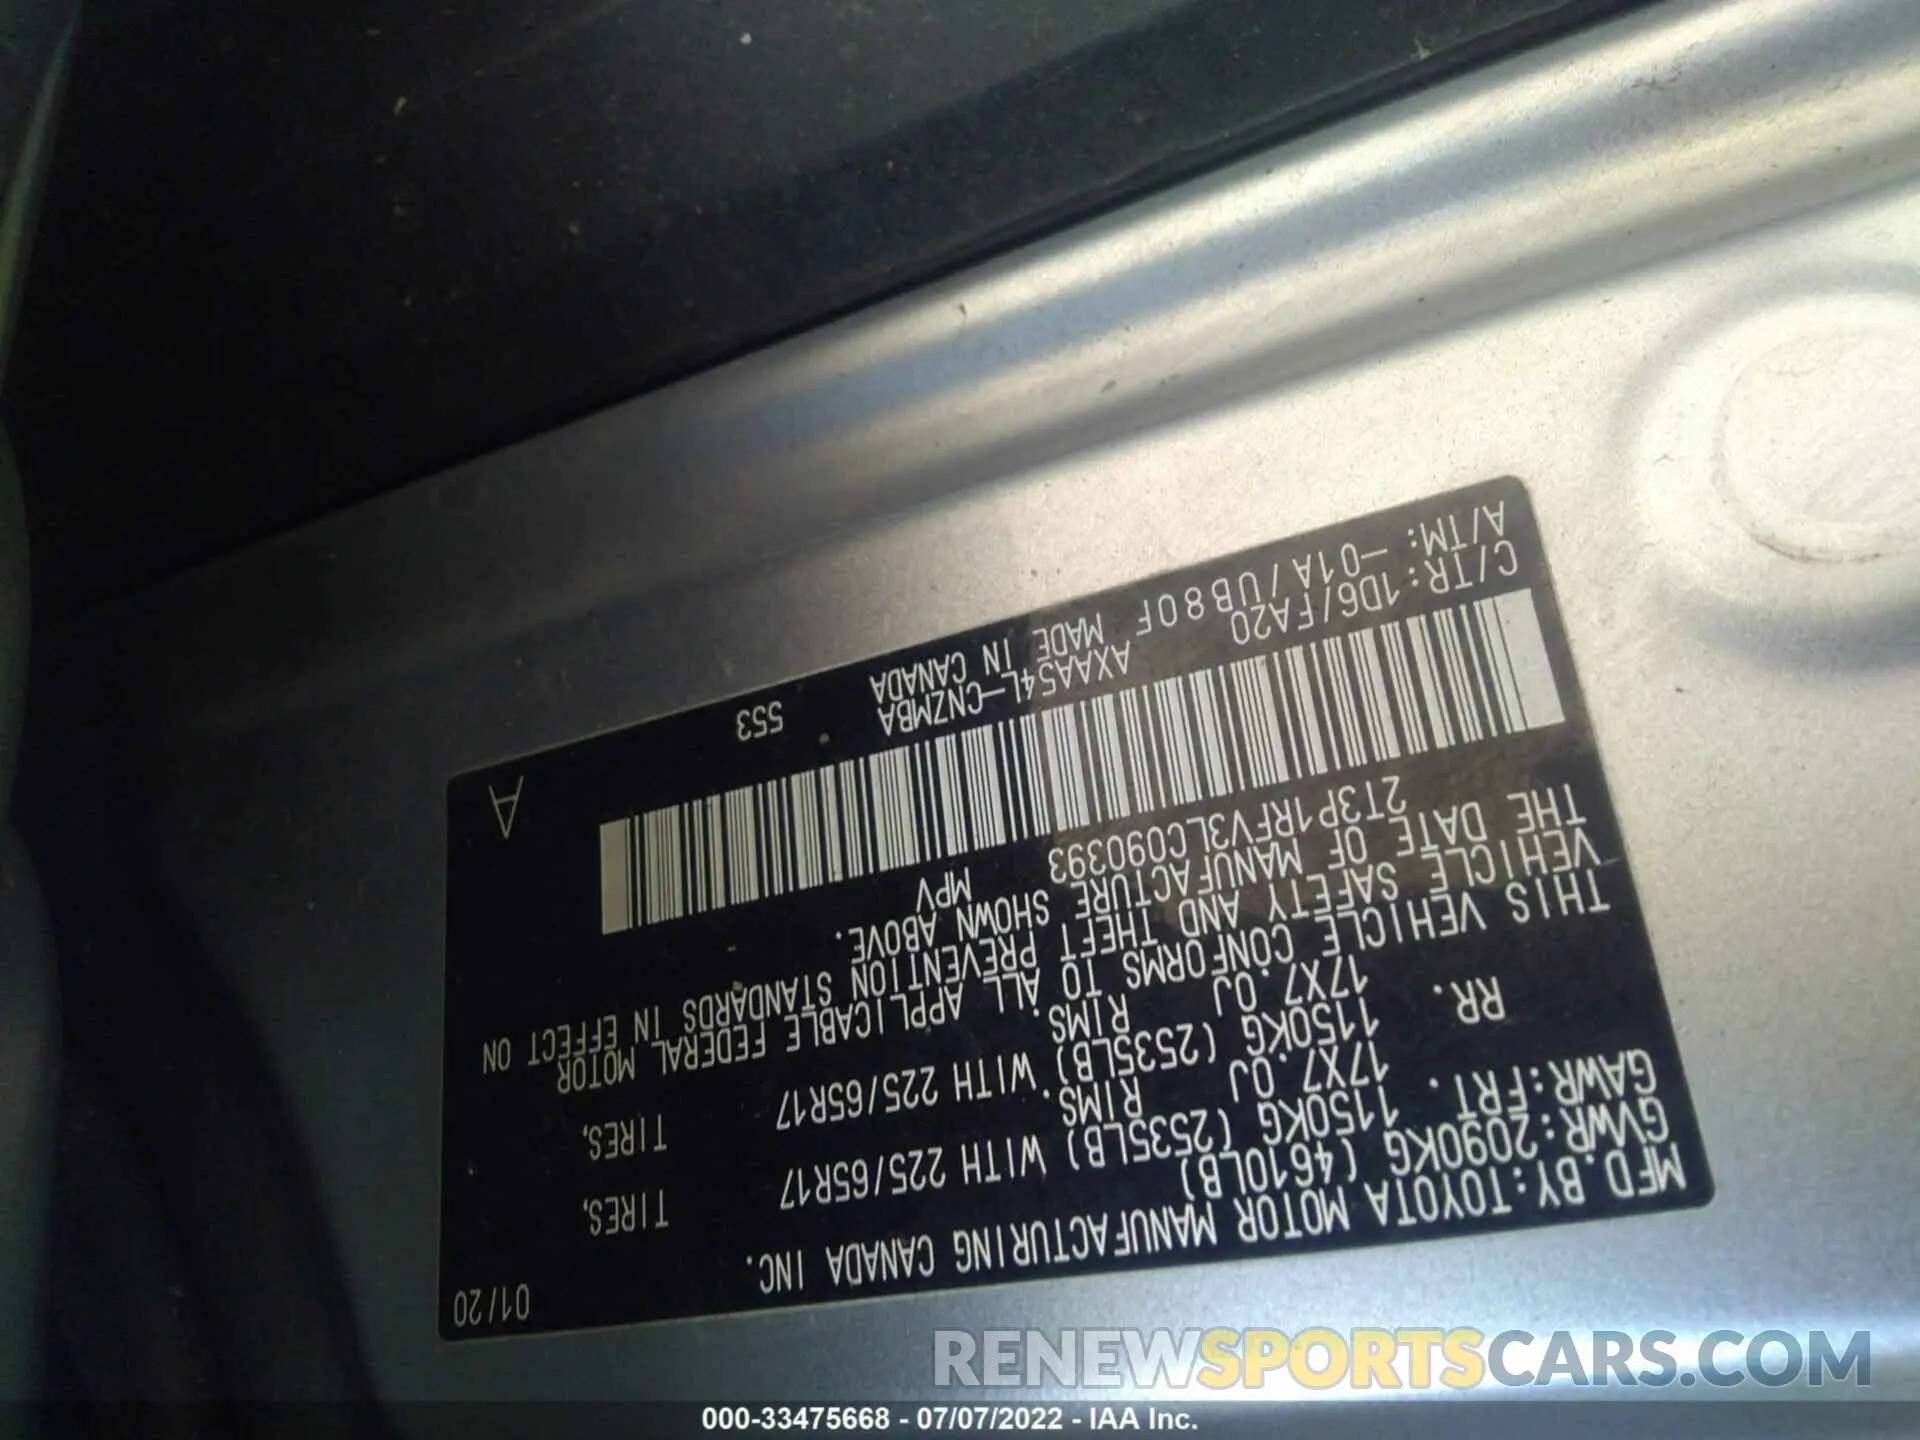 MFD. BY: TOYOTA MOTOR MANUFACTURING CANADA INC. 01/20
GVWR: 2090KG (4610LB)
GAWR: FRT. 1150KG (2535LB) WITH 225/65R17 TIRES,
17X7.0J RIMS.
RR. 1150KG (2535LB) WITH 225/65R17 TIRES,
17X7.0J RIMS.
THIS VEHICLE CONFORMS TO ALL APPLICABLE FEDERAL MOTOR
VEHICLE SAFETY AND THEFT PREVENTION STANDARDS IN EFFECT ON
THE DATE OF MANUFACTURE SHOWN ABOVE.
2T3P1RFV3LC090393 MPV
A
C/TR: 1D6/FA20 AXAA54L-CNZMBA 553
A/TM: -01A/UB80F MADE IN CANADA
RENEWSPORTSCARS.COM
000-33475668 - 07/07/2022 - IAA Inc.